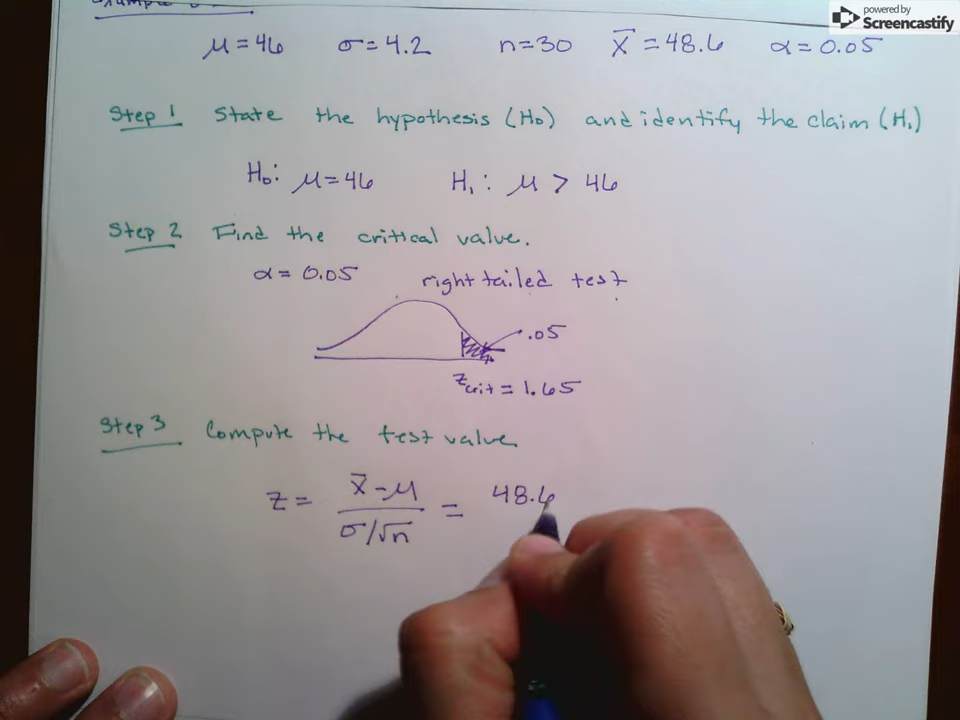 powered by
Screencastify
μ = 46 σ = 4.2 n = 30 x̄ = 48.6 α = 0.05
Step 1 State the hypothesis (H₀) and identify the claim (H₁)
H₀: μ = 46 H₁: μ > 46
Step 2 Find the critical value.
α = 0.05 right tailed test
.05
z crit = 1.65
Step 3 Compute the test value
z = x̄ - μ / σ/√n = 48.6